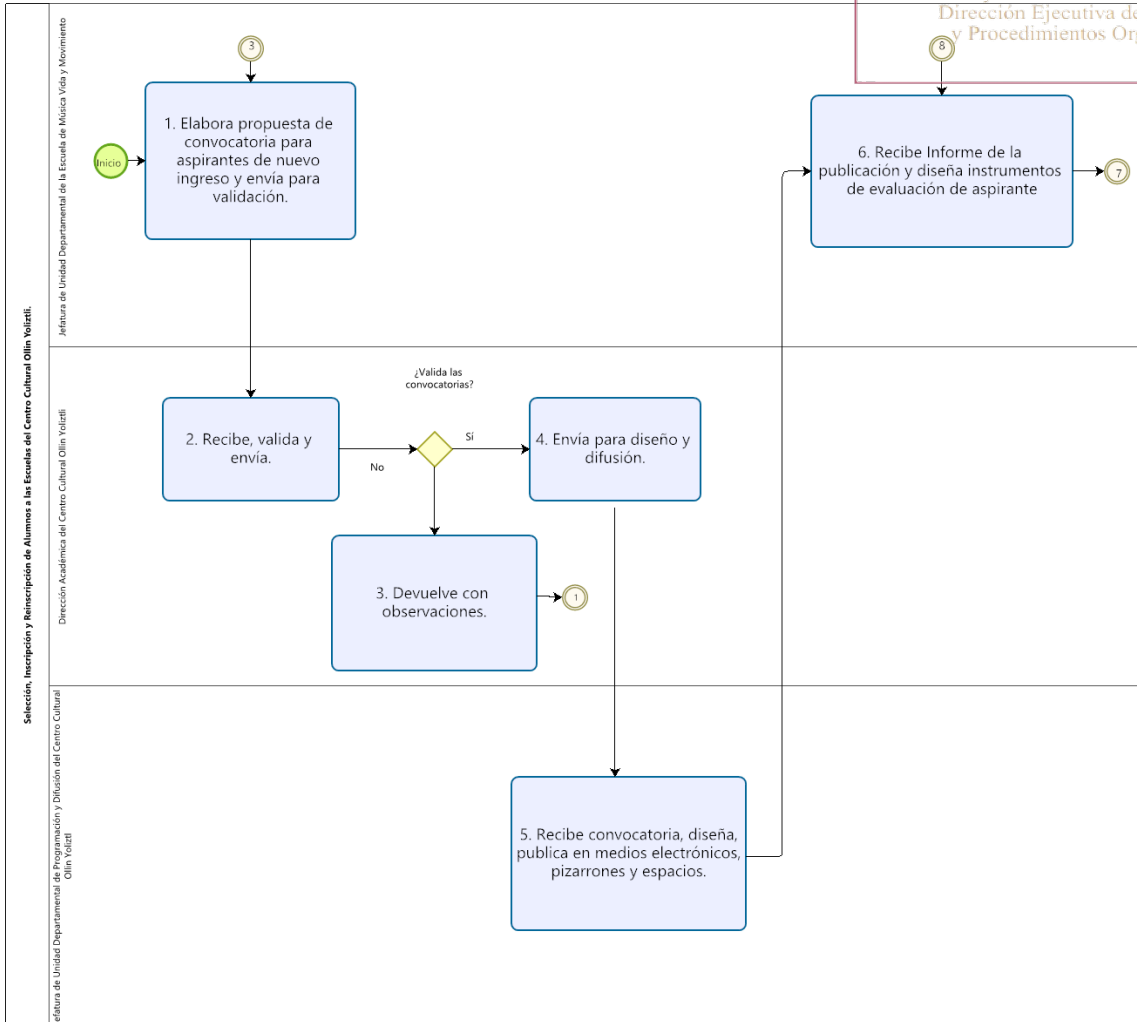 Dirección Ejecutiva de
y Procedimientos Or
Selección, Inscripción y Reinscripción de Alumnos a las Escuelas del Centro Cultural Ollin Yoliztli.
Jefatura de Unidad Departamental de la Escuela de Música Vida y Movimiento
3
Inicio
1. Elabora propuesta de
convocatoria para
aspirantes de nuevo
ingreso y envía para
validación.
8
6. Recibe Informe de la
publicación y diseña instrumentos
de evaluación de aspirante
7
Dirección Académica del Centro Cultural Ollin Yoliztli
2. Recibe, valida y
envía.
¿Valida las
convocatorias?
No
Sí
4. Envía para diseño y
difusión.
3. Devuelve con
observaciones.
1
efatura de Unidad Departamental de Programación y Difusión del Centro Cultural
Ollin Yoliztl
5. Recibe convocatoria, diseña,
publica en medios electrónicos,
pizarrones y espacios.